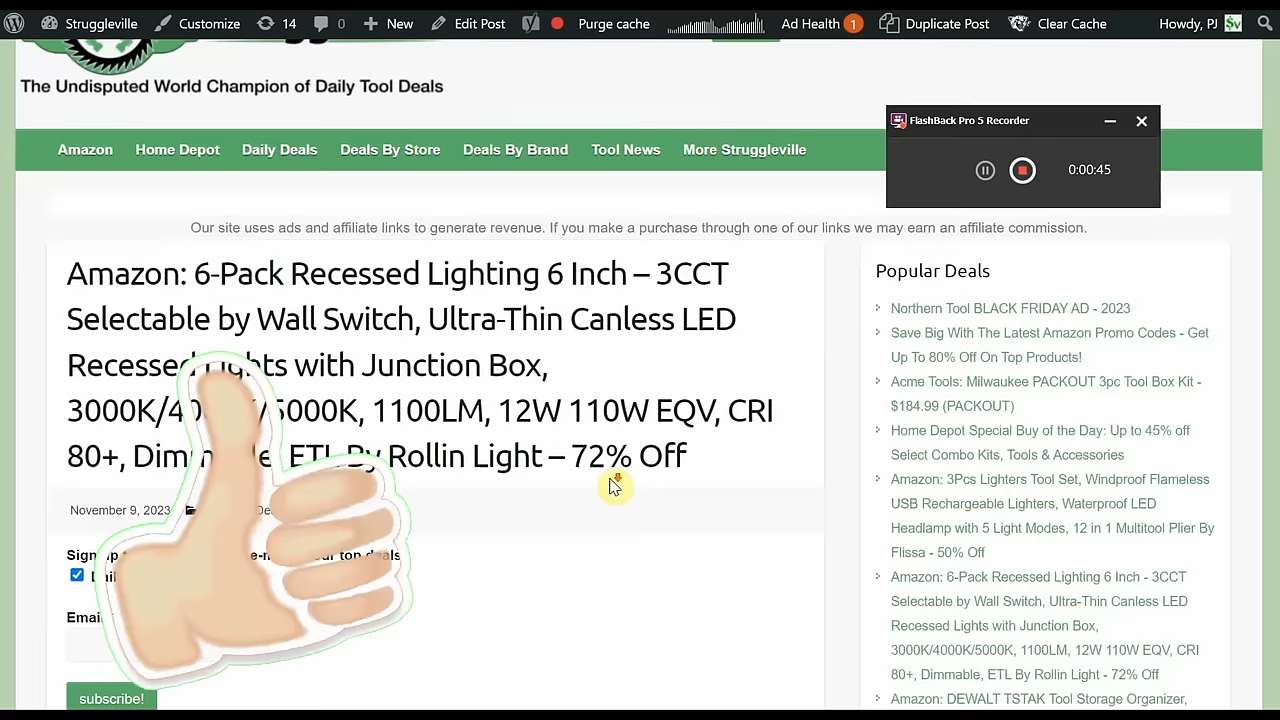 Struggleville Customize 14 0 New Edit Post Purge cache Ad Health 1 Duplicate Post Clear Cache Howdy, PJ
The Undisputed World Champion of Daily Tool Deals
FlashBack Pro 5 Recorder
0:00:45
Amazon Home Depot Daily Deals Deals By Store Deals By Brand Tool News More Struggleville
Our site uses ads and affiliate links to generate revenue. If you make a purchase through one of our links we may earn an affiliate commission.
Amazon: 6-Pack Recessed Lighting 6 Inch – 3CCT
Selectable by Wall Switch, Ultra-Thin Canless LED
Recessed Lights with Junction Box,
3000K/40 /5000K, 1100LM, 12W 110W EQV, CRI
80+, Dimm e, ETL By Rollin Light – 72% Off
November 9, 2023
Sign up our top deals
Email
subscribe!
Popular Deals
Northern Tool BLACK FRIDAY AD - 2023
Save Big With The Latest Amazon Promo Codes - Get
Up To 80% Off On Top Products!
Acme Tools: Milwaukee PACKOUT 3pc Tool Box Kit -
$184.99 (PACKOUT)
Home Depot Special Buy of the Day: Up to 45% off
Select Combo Kits, Tools & Accessories
Amazon: 3Pcs Lighters Tool Set, Windproof Flameless
USB Rechargeable Lighters, Waterproof LED
Headlamp with 5 Light Modes, 12 in 1 Multitool Plier By
Flissa - 50% Off
Amazon: 6-Pack Recessed Lighting 6 Inch - 3CCT
Selectable by Wall Switch, Ultra-Thin Canless LED
Recessed Lights with Junction Box,
3000K/4000K/5000K, 1100LM, 12W 110W EQV, CRI
80+, Dimmable, ETL By Rollin Light - 72% Off
Amazon: DEWALT TSTAK Tool Storage Organizer,